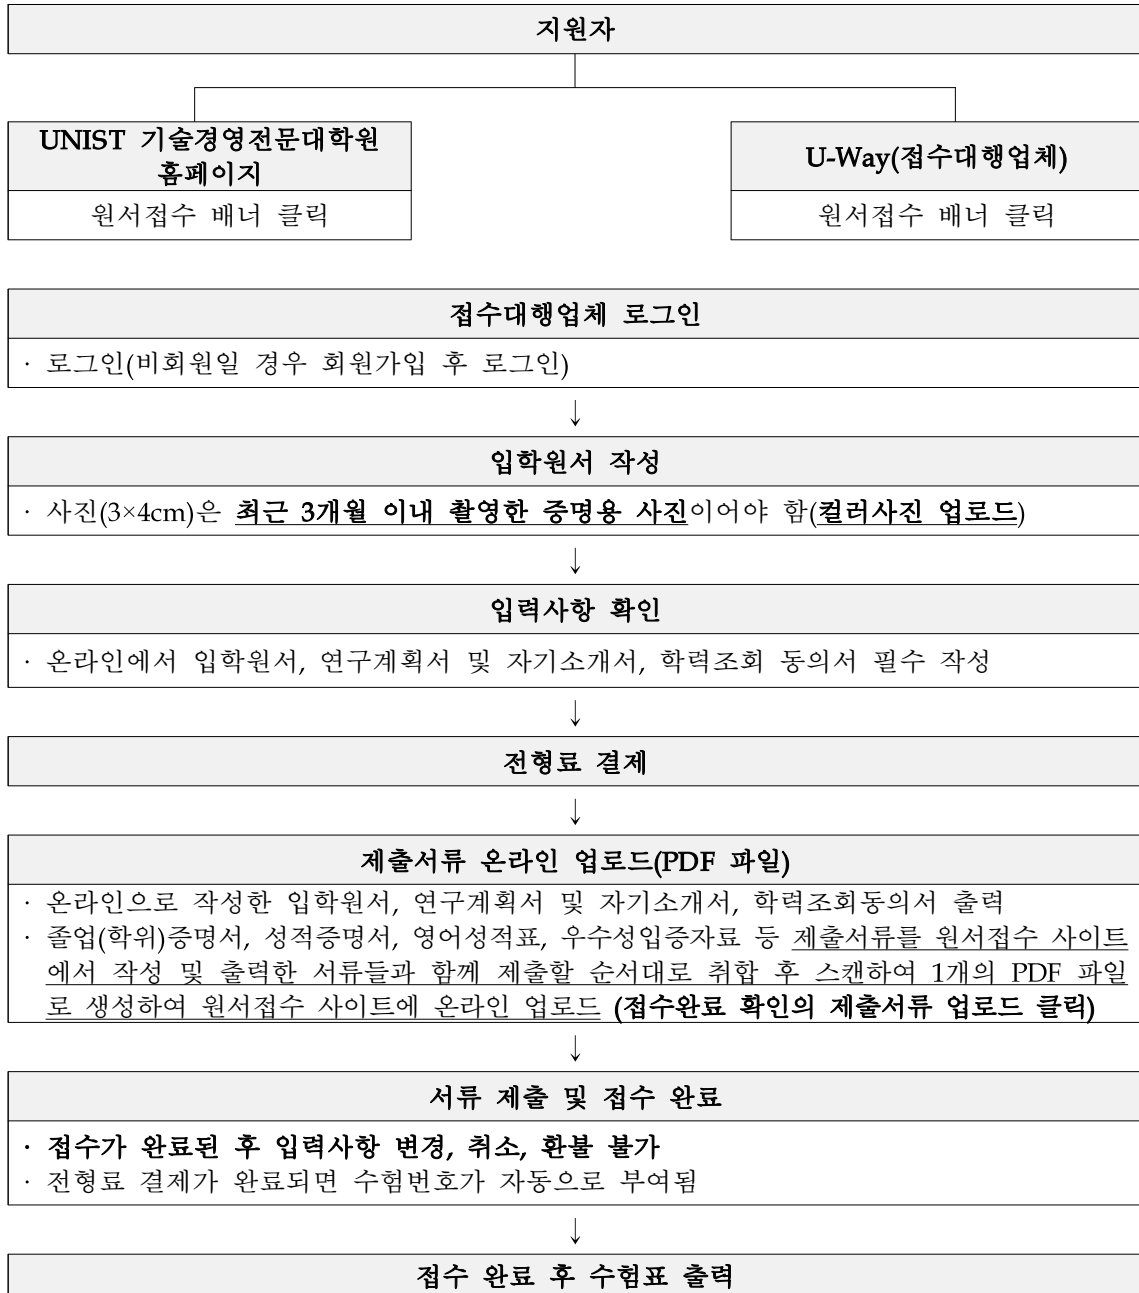 지원자
UNIST 기술경영전문대학원
홈페이지
원서접수 배너 클릭
U-Way(접수대행업체)
원서접수 배너 클릭
접수대행업체 로그인
· 로그인(비회원일 경우 회원가입 후 로그인)
↓
입학원서 작성
· 사진(3×4cm)은 최근 3개월 이내 촬영한 증명용 사진이어야 함(컬러사진 업로드)
↓
입력사항 확인
· 온라인에서 입학원서, 연구계획서 및 자기소개서, 학력조회 동의서 필수 작성
↓
전형료 결제
↓
제출서류 온라인 업로드(PDF 파일)
· 온라인으로 작성한 입학원서, 연구계획서 및 자기소개서, 학력조회동의서 출력
· 졸업(학위)증명서, 성적증명서, 영어성적표, 우수성입증자료 등 제출서류를 원서접수 사이트
에서 작성 및 출력한 서류들과 함께 제출할 순서대로 취합 후 스캔하여 1개의 PDF 파일
로 생성하여 원서접수 사이트에 온라인 업로드 (접수완료 확인의 제출서류 업로드 클릭)
↓
서류 제출 및 접수 완료
· 접수가 완료된 후 입력사항 변경, 취소, 환불 불가
· 전형료 결제가 완료되면 수험번호가 자동으로 부여됨
↓
접수 완료 후 수험표 출력